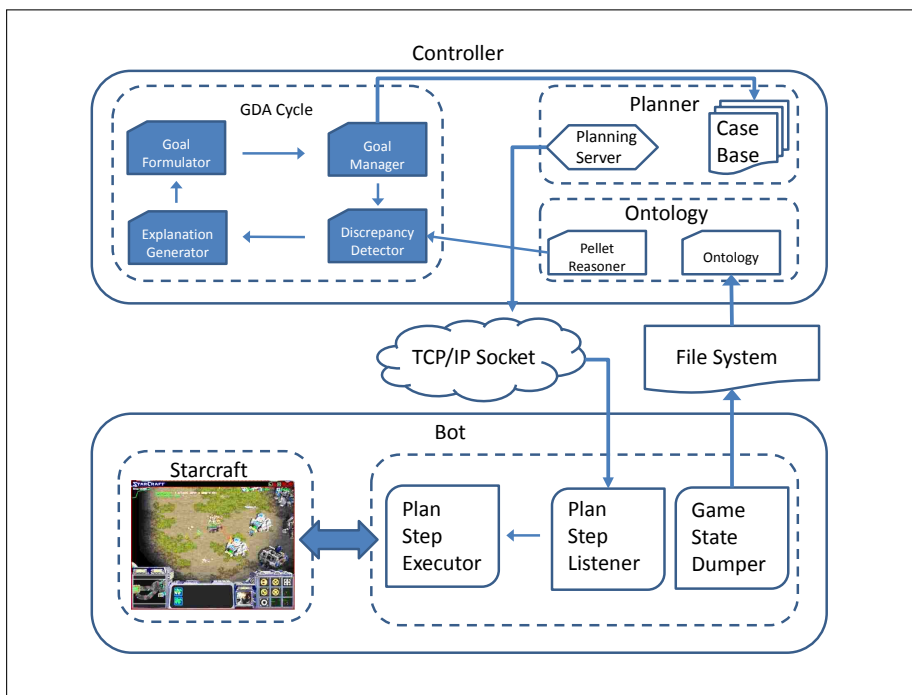 Controller
GDA Cycle
Goal
Formulator
Goal
Manager
Explanation
Generator
Discrepancy
Detector
Planner
Planning
Server
Case
Base
Ontology
Pellet
Reasoner
Ontology
TCP/IP Socket
File System
Bot
Starcraft
STARCRAFT
Plan
Step
Executor
Plan
Step
Listener
Game
State
Dumper